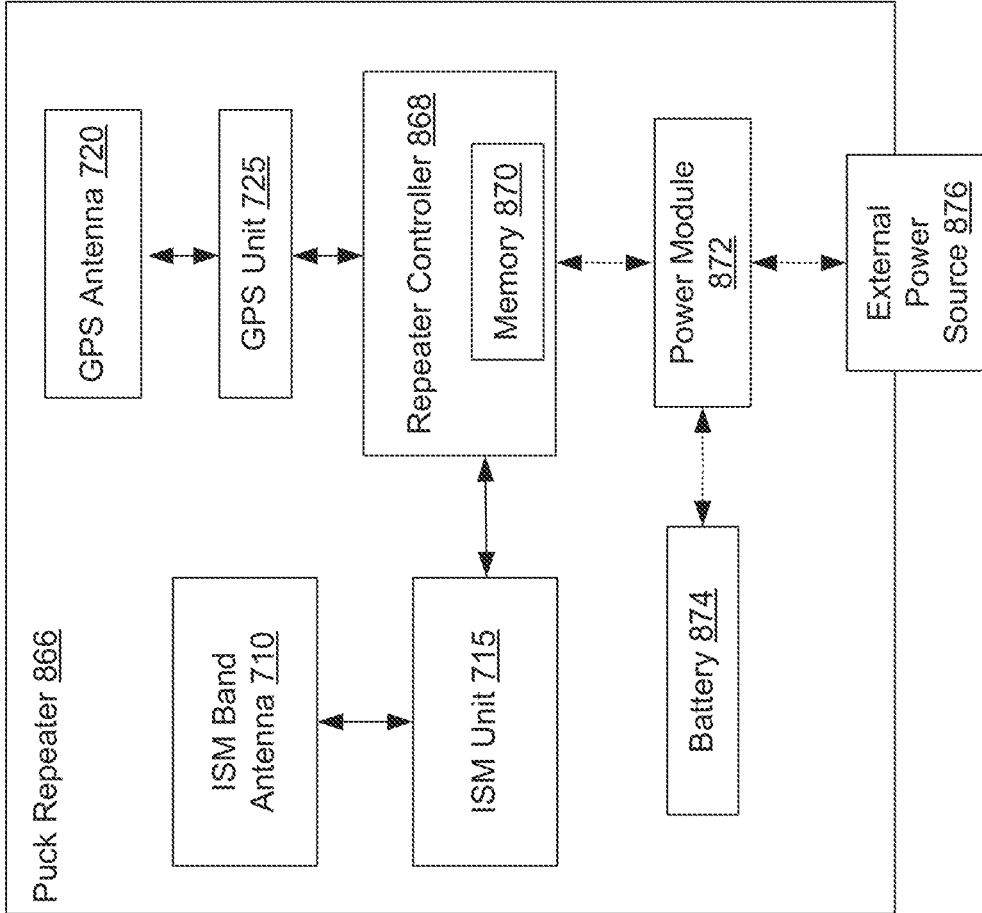 Puck Repeater 866
ISM Band
Antenna 710
ISM Unit 715
Battery 874
GPS Antenna 720
GPS Unit 725
Repeater Controller 868
Memory 870
Power Module
872
External
Power
Source 876